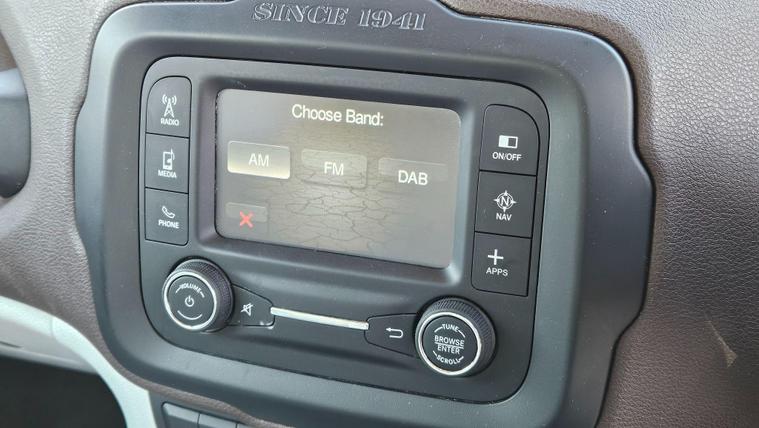 SINCE 1941
Choose Band:
AM
FM
DAB
RADIO
MEDIA
PHONE
ON/OFF
N
NAV
APPS
VOLUME
TUNE
BROWSE
ENTER
SCROLL